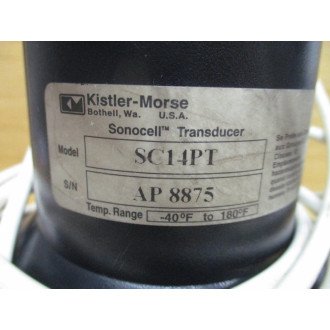 Kistler-Morse
Bothell, Wa. U.S.A.
Sonocell™ Transducer
Model SC14PT
S/N AP 8875
Temp. Range -40°F to 180°F